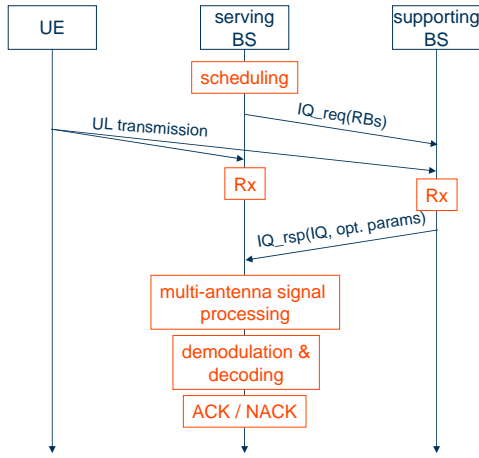 UE
serving
BS
supporting
BS
scheduling
IQ_req(RBs)
UL transmission
Rx
Rx
IQ_rsp(IQ, opt. params)
multi-antenna signal
processing
demodulation &
decoding
ACK / NACK